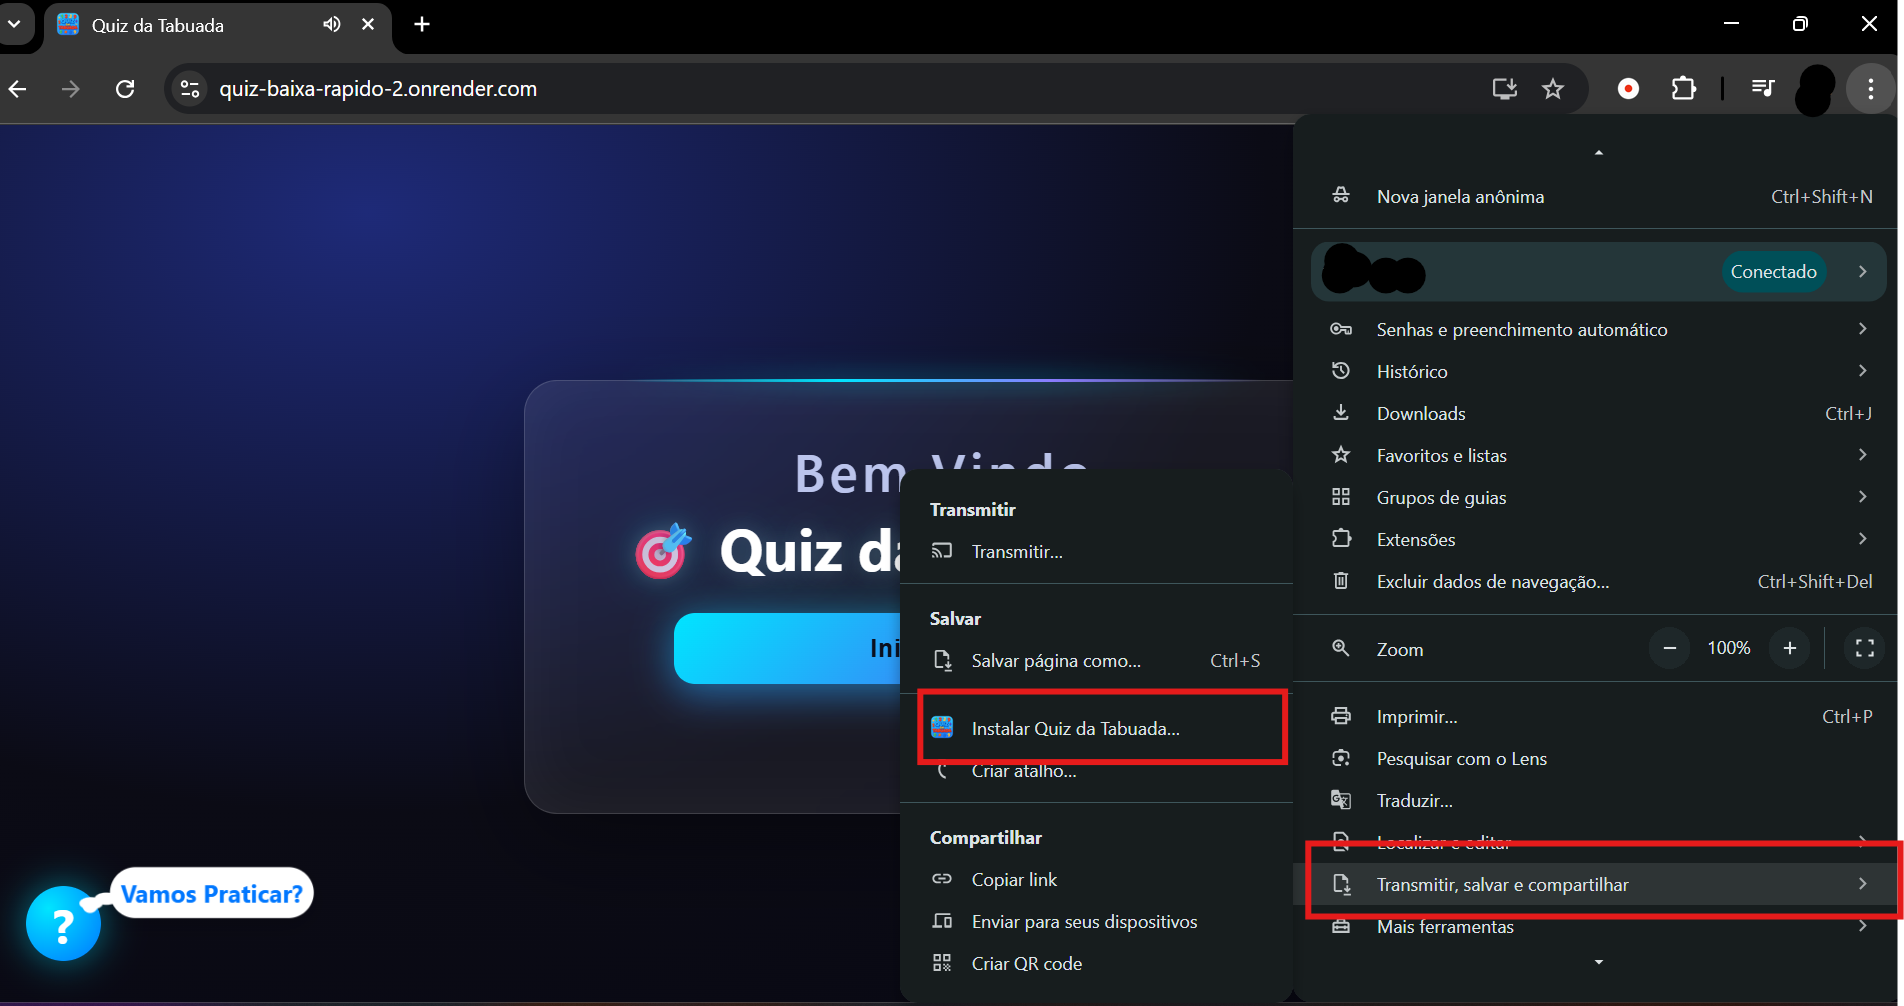 Quiz da Tabuada
quiz-baixa-rapido-2.onrender.com
Nova janela anônima Ctrl+Shift+N
Conectado
Senhas e preenchimento automático
Histórico
Downloads Ctrl+J
Favoritos e listas
Grupos de guias
Extensões
Excluir dados de navegação... Ctrl+Shift+Del
Zoom 100%
Imprimir... Ctrl+P
Pesquisar com o Lens
Traduzir...
Localizar e editar
Transmitir, salvar e compartilhar
Mais ferramentas
Transmitir
Transmitir...
Salvar
Salvar página como... Ctrl+S
Instalar Quiz da Tabuada...
Criar atalho...
Compartilhar
Copiar link
Enviar para seus dispositivos
Criar QR code
Bem Vindo
Quiz da
Ini
Vamos Praticar?
?